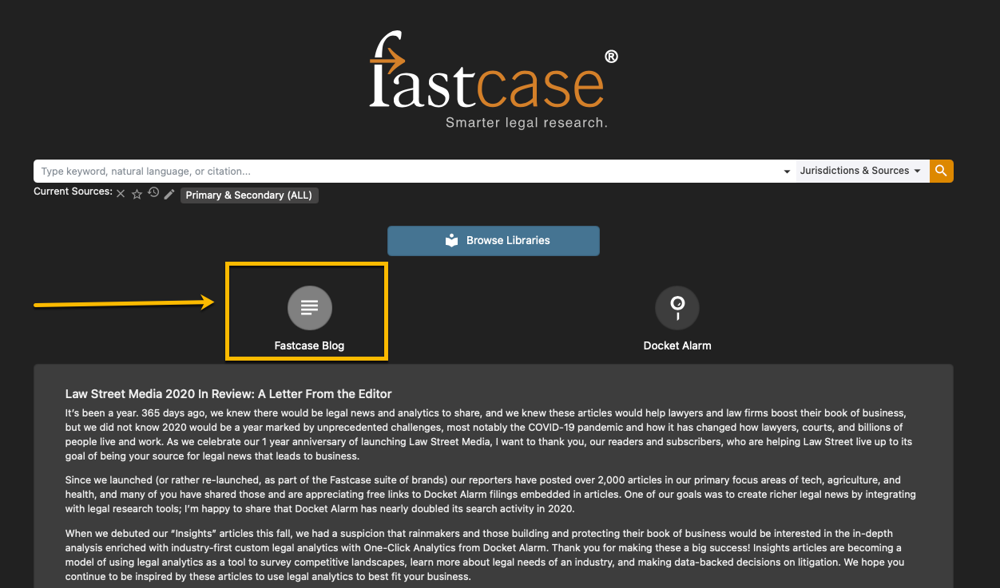 fastcase®
Smarter legal research.
Type keyword, natural language, or citation...
Jurisdictions & Sources
Current Sources:
Primary & Secondary (ALL)
Browse Libraries
Fastcase Blog
Docket Alarm
Law Street Media 2020 In Review: A Letter From the Editor
It’s been a year. 365 days ago, we knew there would be legal news and analytics to share, and we knew these articles would help lawyers and law firms boost their book of business,
but we did not know 2020 would be a year marked by unprecedented challenges, most notably the COVID-19 pandemic and how it has changed how lawyers, courts, and billions of
people live and work. As we celebrate our 1 year anniversary of launching Law Street Media, I want to thank you, our readers and subscribers, who are helping Law Street live up to its
goal of being your source for legal news that leads to business.
Since we launched (or rather re-launched, as part of the Fastcase suite of brands) our reporters have posted over 2,000 articles in our primary focus areas of tech, agriculture, and
health, and many of you have shared those and are appreciating free links to Docket Alarm filings embedded in articles. One of our goals was to create richer legal news by integrating
with legal research tools; I’m happy to share that Docket Alarm has nearly doubled its search activity in 2020.
When we debuted our “Insights” articles this fall, we had a suspicion that rainmakers and those building and protecting their book of business would be interested in the in-depth
analysis enriched with industry-first custom legal analytics with One-Click Analytics from Docket Alarm. Thank you for making these a big success! Insights articles are becoming a
model of using legal analytics as a tool to survey competitive landscapes, learn more about legal needs of an industry, and making data-backed decisions on litigation. We hope you
continue to be inspired by these articles to use legal analytics to best fit your business.